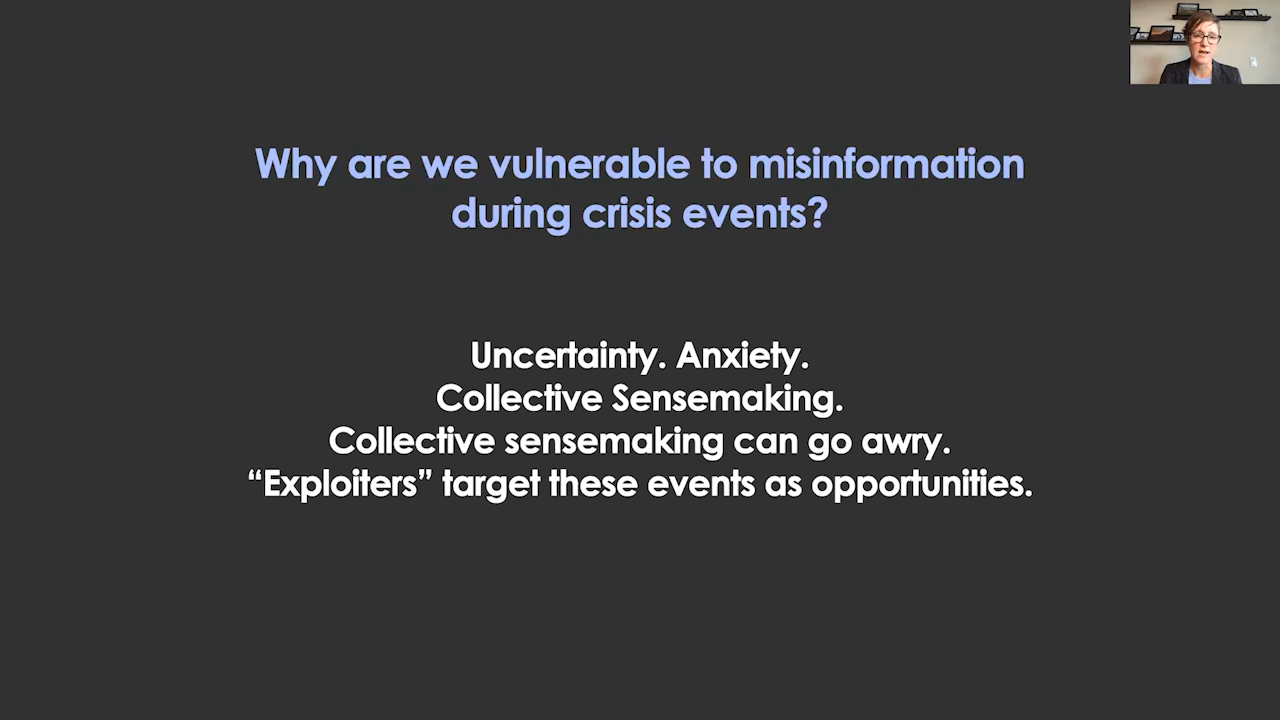 Why are we vulnerable to misinformation
during crisis events?
Uncertainty. Anxiety.
Collective Sensemaking.
Collective sensemaking can go awry.
“Exploiters” target these events as opportunities.